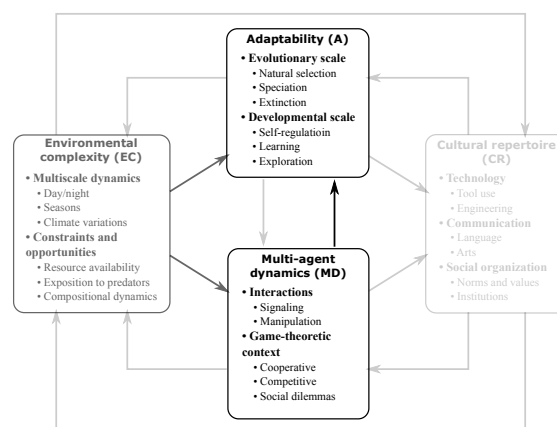 Adaptability (A)
• Evolutionary scale
• Natural selection
• Speciation
• Extinction
• Developmental scale
• Self-regulatioin
• Learning
• Exploration
Environmental
complexity (EC)
• Multiscale dynamics
• Day/night
• Seasons
• Climate variations
• Constraints and
opportunities
• Resource availability
• Exposition to predators
• Compositional dynamics
Cultural repertoire
(CR)
• Technology
• Tool use
• Engineering
• Communication
• Language
• Arts
• Social organization
• Norms and values
• Institutions
Multi-agent
dynamics (MD)
• Interactions
• Signaling
• Manipulation
• Game-theoretic
context
• Cooperative
• Competitive
• Social dilemmas